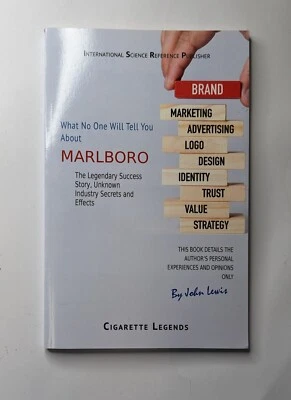 INTERNATIONAL SCIENCE REFERENCE PUBLISHER
BRAND
What No One Will Tell You
About
MARLBORO
The Legendary Success
Story, Unknown
Industry Secrets and
Effects
MARKETING
ADVERTISING
LOGO
DESIGN
IDENTITY
TRUST
VALUE
STRATEGY
THIS BOOK DETAILS THE
AUTHOR'S PERSONAL
EXPERIENCES AND OPINIONS
ONLY
By John Lewis
CIGARETTE LEGENDS